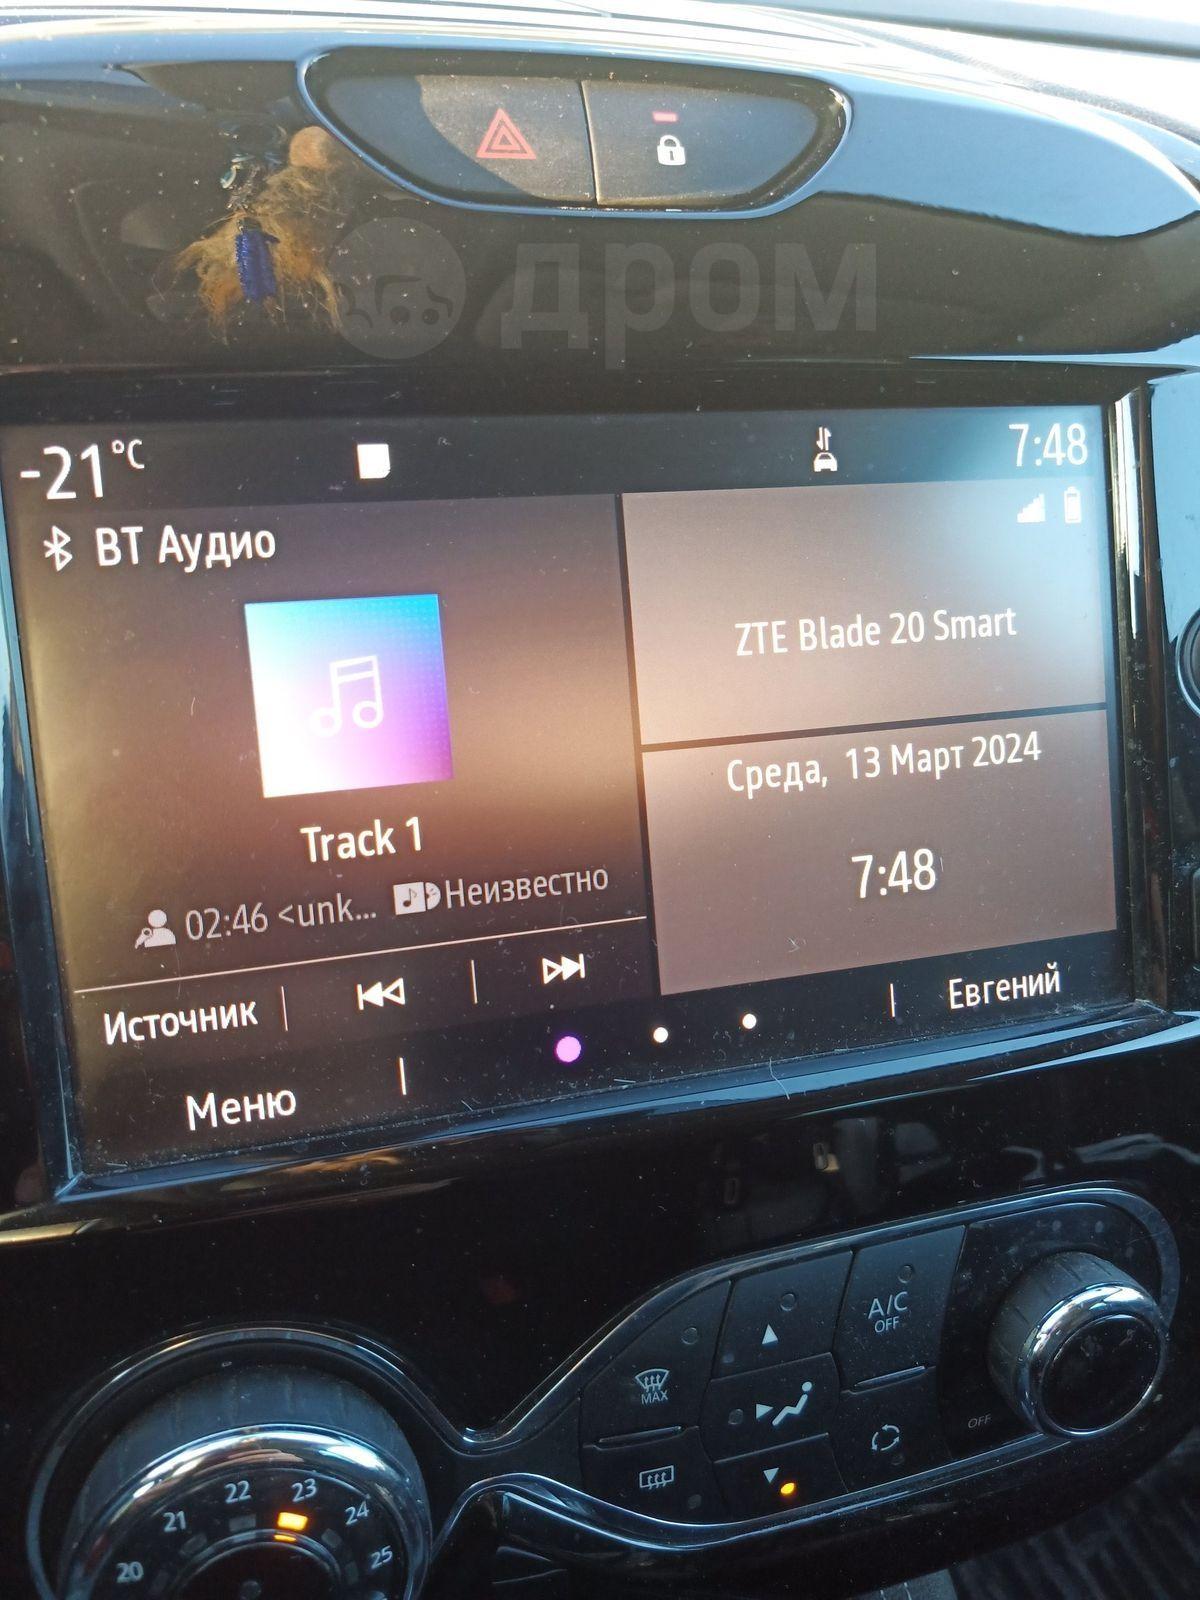 дром
-21°C
7:48
BT Аудио
ZTE Blade 20 Smart
Среда, 13 Март 2024
7:48
Track 1
02:46 <unk...
Неизвестно
Источник
Евгений
Меню
A/C
OFF
MAX
OFF
20 21 22 23 24 25